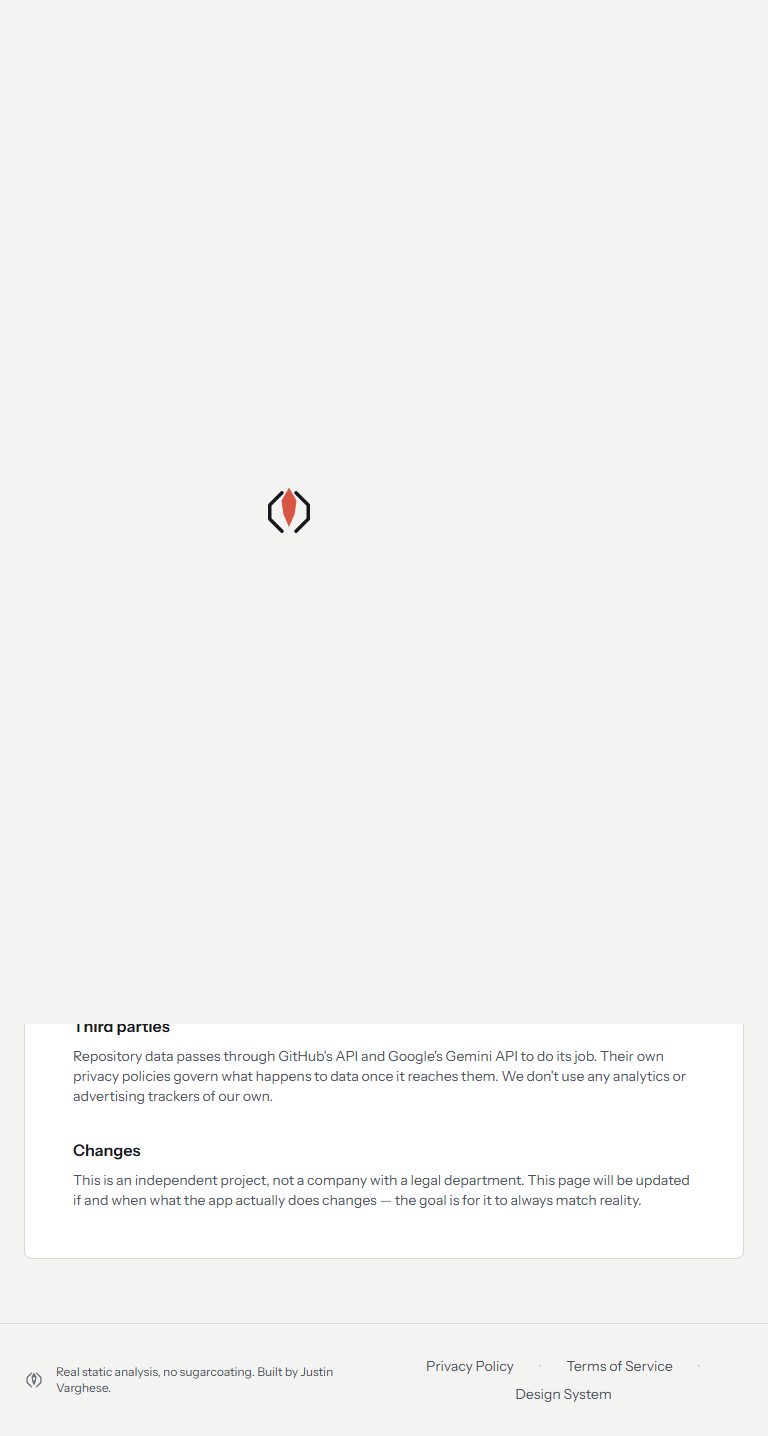 Third parties
Repository data passes through GitHub's API and Google's Gemini API to do its job. Their own
privacy policies govern what happens to data once it reaches them. We don't use any analytics or
advertising trackers of our own.
Changes
This is an independent project, not a company with a legal department. This page will be updated
if and when what the app actually does changes — the goal is for it to always match reality.
Real static analysis, no sugarcoating. Built by Justin
Varghese.
Privacy Policy · Terms of Service ·
Design System